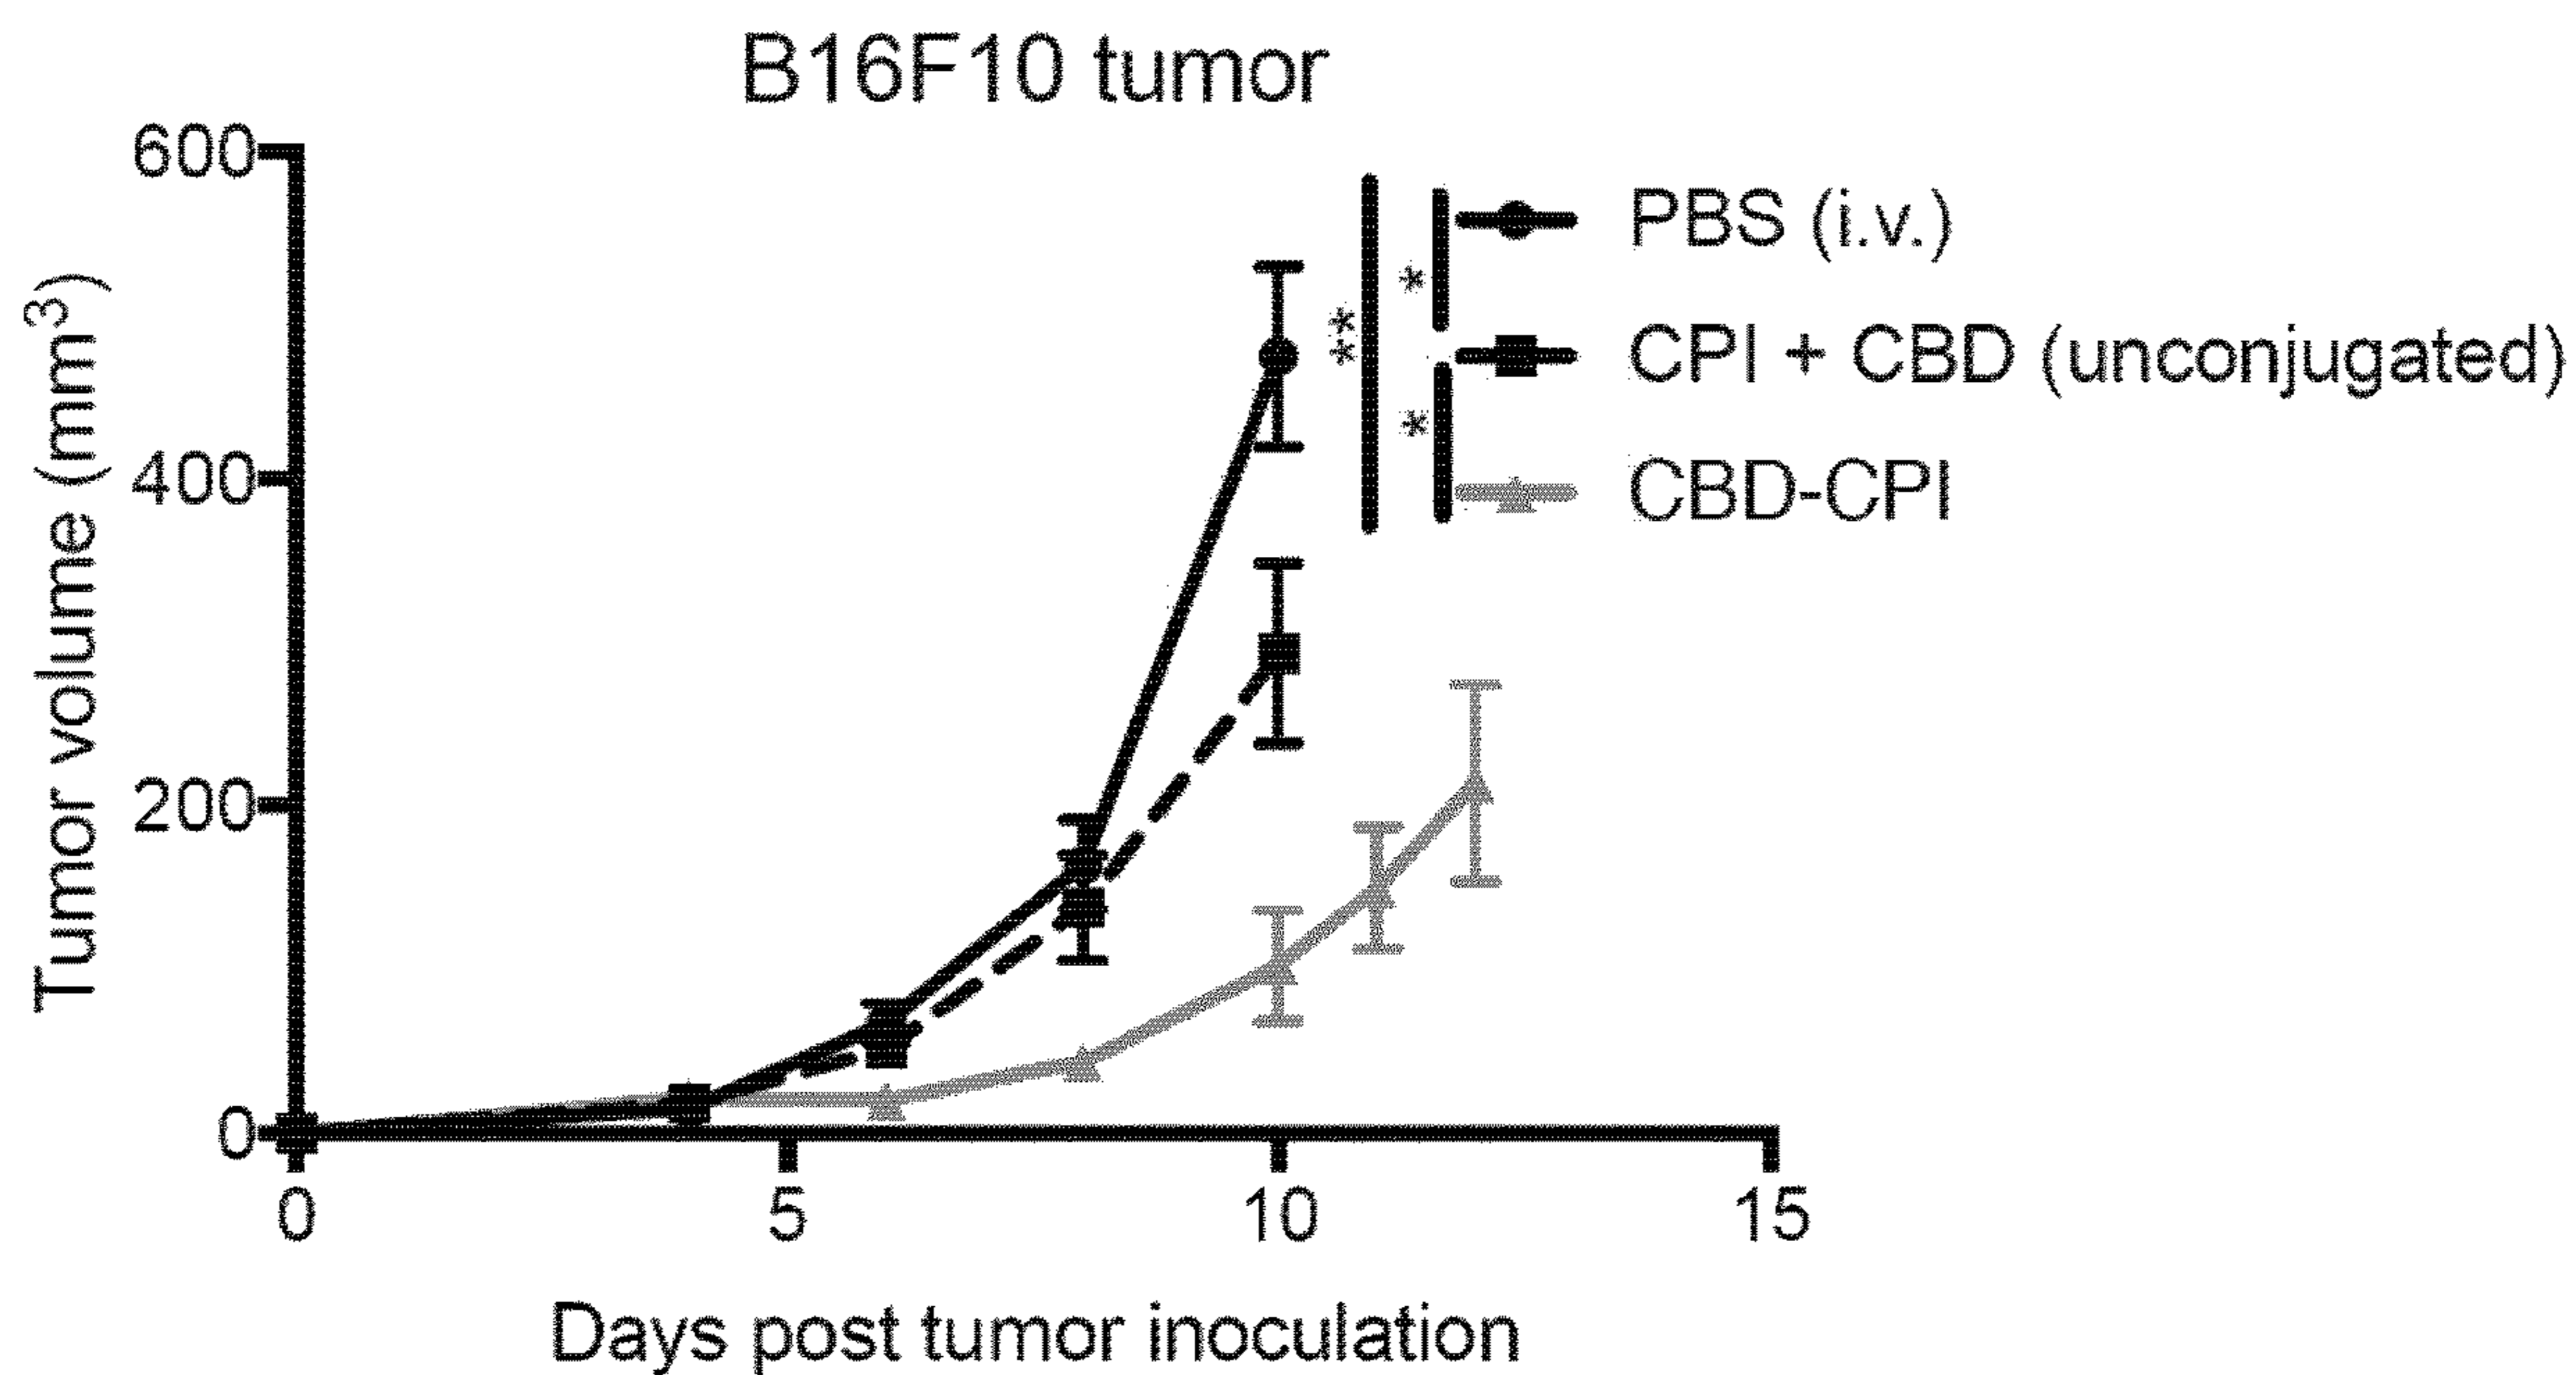 B16F10 tumor
Tumor volume (mm³)
600
400
200
0
0 5 10 15
Days post tumor inoculation
**
*
*
PBS (i.v.)
CPI + CBD (unconjugated)
CBD-CPI